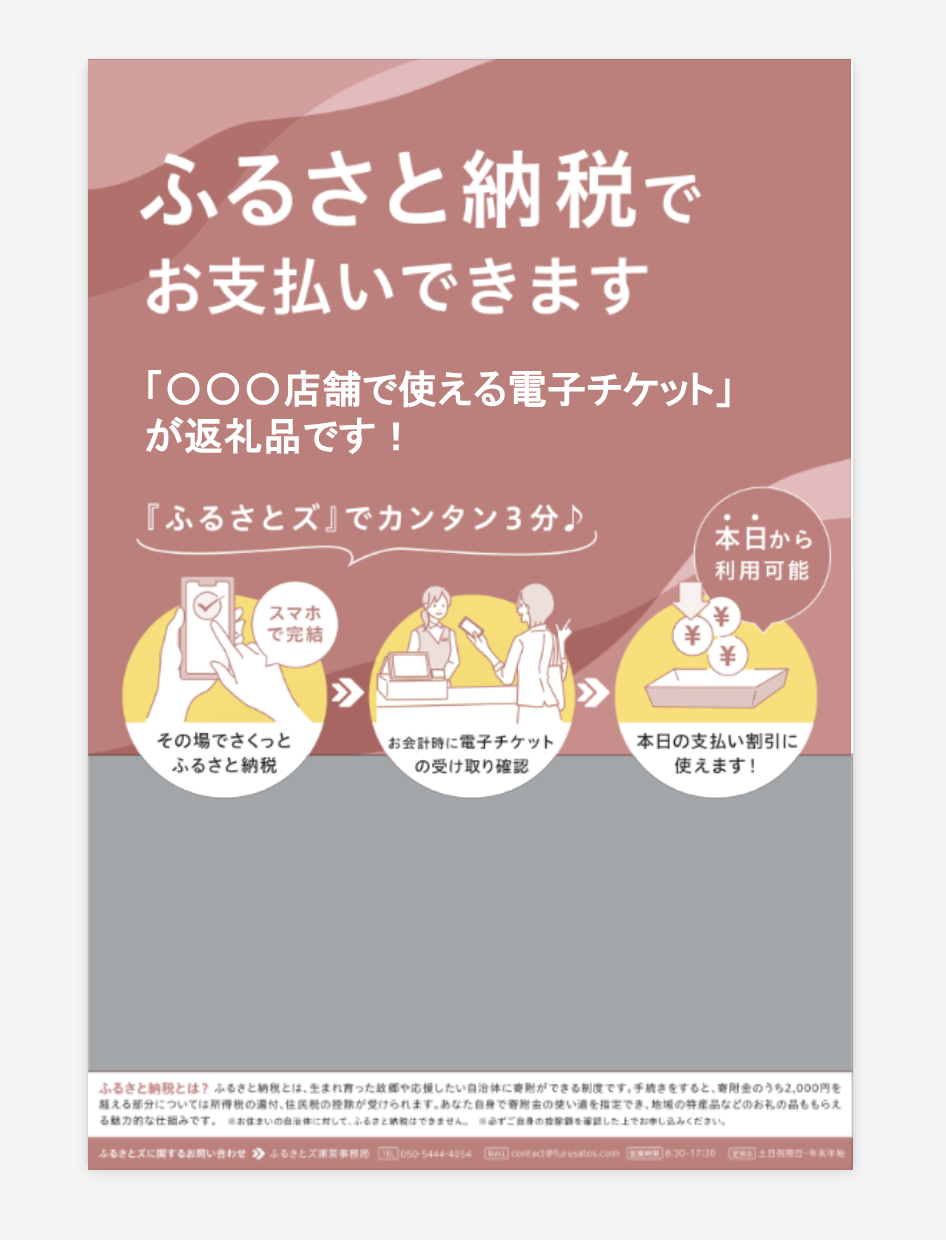 ふるさと納税で
お支払いできます
「〇〇〇店舗で使える電子チケット」
が返礼品です！
『ふるさとズ』でカンタン3分♪
本日から
利用可能
スマホ
で完結
¥
¥
¥
その場でさくっと
ふるさと納税
お会計時に電子チケット
の受け取り確認
本日の支払い割引に
使えます！
ふるさと納税とは？ ふるさと納税とは、生まれ育った故郷や応援したい自治体に寄附ができる制度です。手続きをすると、寄附金のうち2,000円を
超える部分については所得税の還付、住民税の控除が受けられます。あなた自身で寄附金の使い道を指定でき、地域の特産品などのお礼の品ももらえ
る魅力的な仕組みです。 ※お住まいの自治体に対して、ふるさと納税はできません。 ※必ずご自身の控除額を確認した上でお申し込みください。
ふるさとズに関するお問い合わせ ふるさとズ運営事務局 TEL 050-5444-4054 MAIL contact@furusatos.com 営業時間 8:30-17:30 定休日 土日祝祭日・年末年始